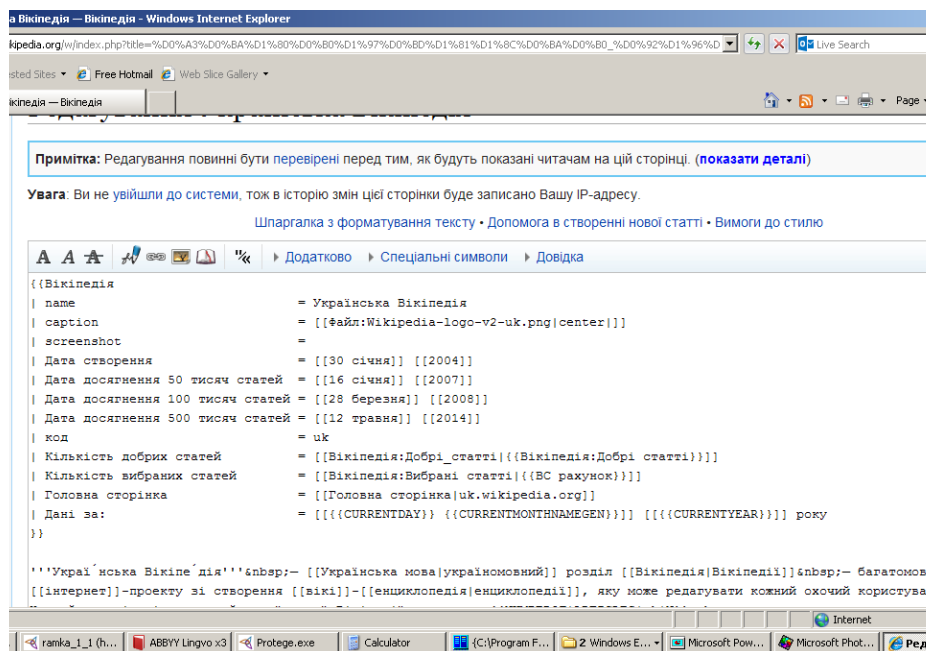 а Вікіпедія — Вікіпедія - Windows Internet Explorer
kipedia.org/w/index.php?title=%D0%A3%D0%BA%D1%80%D0%B0%D1%97%D0%BD%D1%81%D1%8C%D0%BA%D0%B0_%D0%92%D1%96%D Live Search
ested Sites Free Hotmail Web Slice Gallery
ікіпедія — Вікіпедія Page
Примітка: Редагування повинні бути перевірені перед тим, як будуть показані читачам на цій сторінці. (показати деталі)
Увага: Ви не увійшли до системи, тож в історію змін цієї сторінки буде записано Вашу IP-адресу.
Шпаргалка з форматування тексту • Допомога в створенні нової статті • Вимоги до стилю
A A A Додатково Спеціальні символи Довідка
{{Вікіпедія
| name = Українська Вікіпедія
| caption = [[Файл:Wikipedia-logo-v2-uk.png|center|]]
| screenshot =
| Дата створення = [[30 січня]] [[2004]]
| Дата досягнення 50 тисяч статей = [[16 січня]] [[2007]]
| Дата досягнення 100 тисяч статей = [[28 березня]] [[2008]]
| Дата досягнення 500 тисяч статей = [[12 травня]] [[2014]]
| код = uk
| Кількість добрих статей = [[Вікіпедія:Добрі_статті|{{Вікіпедія:Добрі статті}}]]
| Кількість вибраних статей = [[Вікіпедія:Вибрані статті|{{ВС рахунок}}]]
| Головна сторінка = [[Головна сторінка|uk.wikipedia.org]]
| Дані за: = [[{{CURRENTDAY}} {{CURRENTMONTHNAMEGEN}}]] [[{{CURRENTYEAR}}]] року
}}
'''Украї́нська Вікіпе́дія'''&nbsp;— [[Українська мова|україномовний]] розділ [[Вікіпедія|Вікіпедії]]&nbsp;— багатомов
[[інтернет]]-проекту зі створення [[вікі]]-[[енциклопедія|енциклопедії]], яку може редагувати кожний охочий користува
Internet
ramka_1_1 (h... ABBYY Lingvo x3 Protege.exe Calculator {C:\Program F... 2 Windows E... Microsoft Pow... Microsoft Phot... Ред